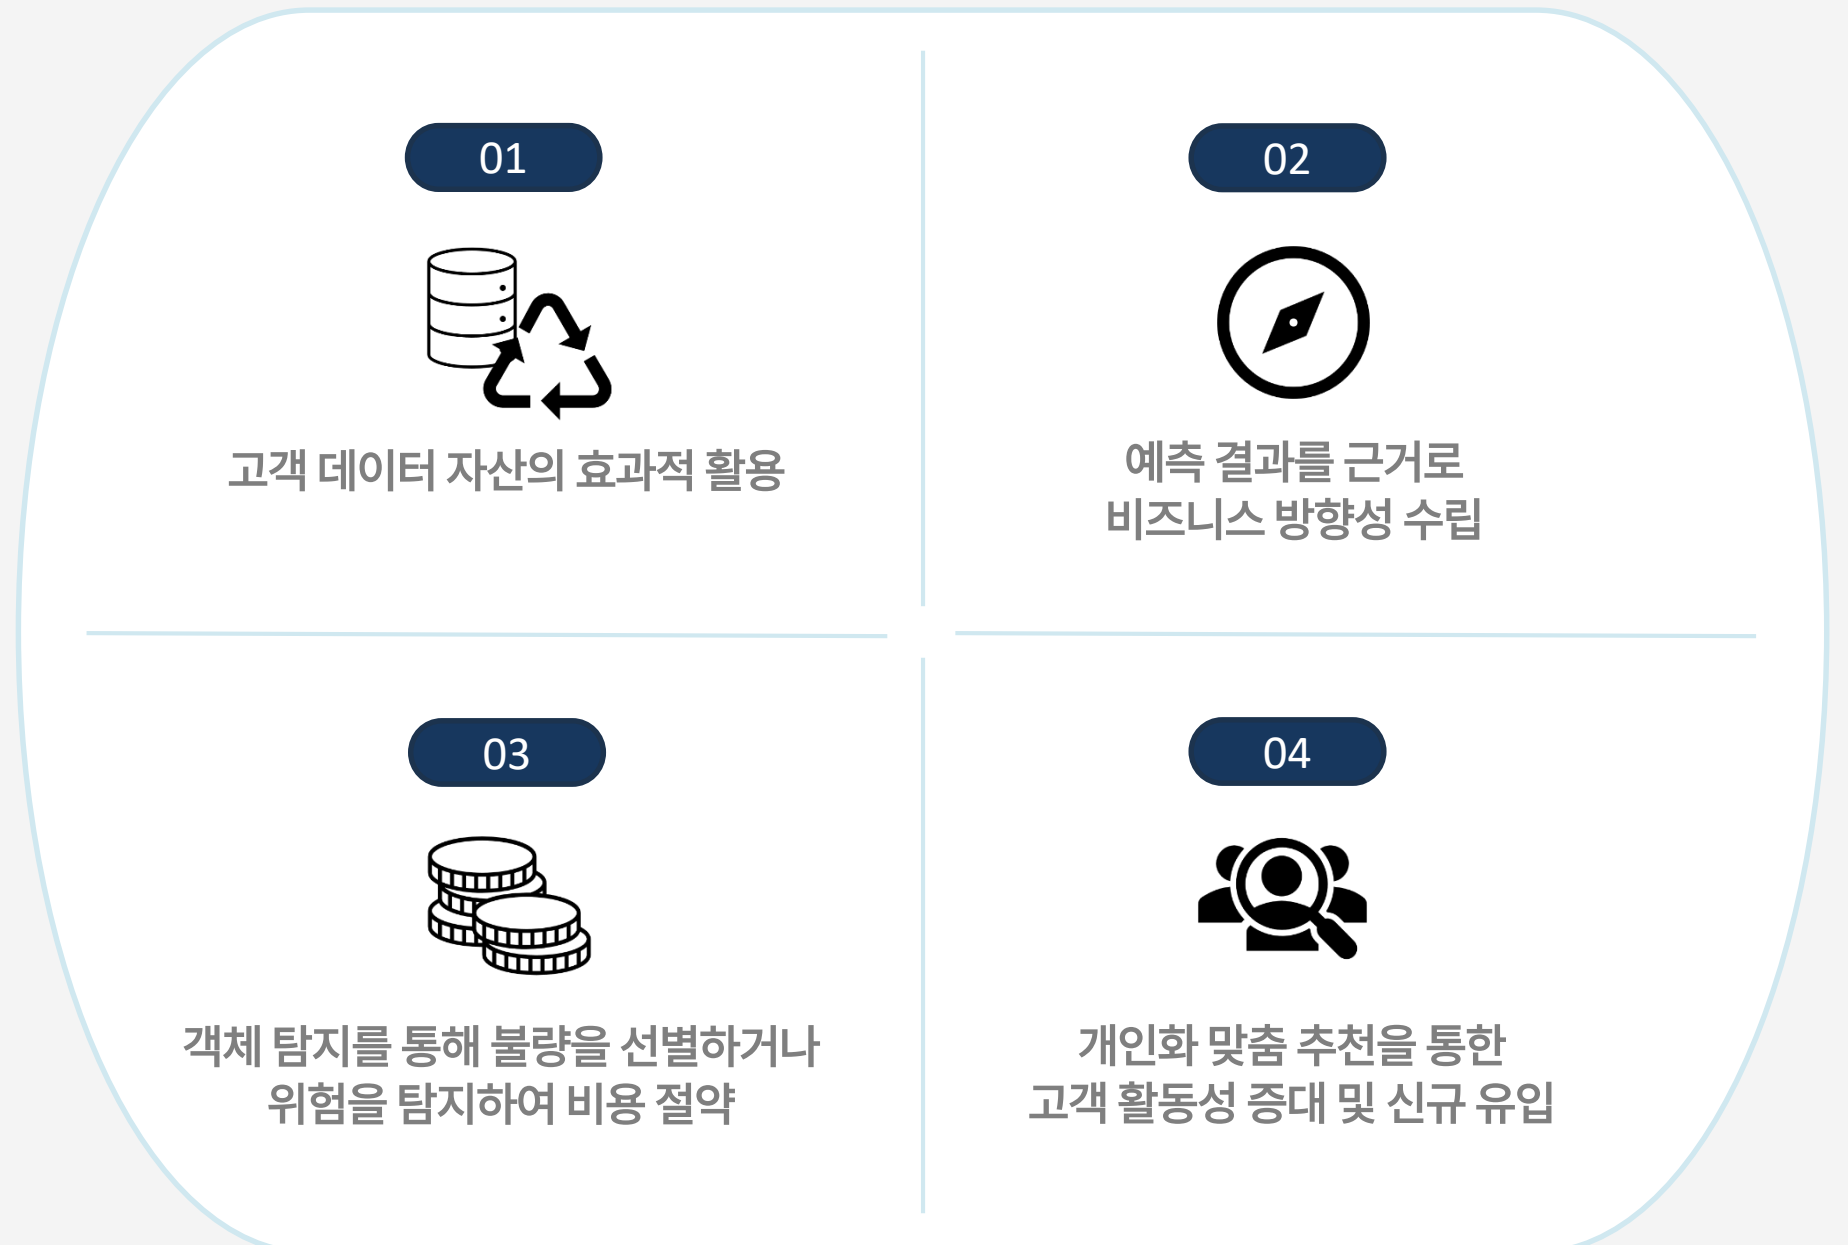 01
고객 데이터 자산의 효과적 활용
02
예측 결과를 근거로
비즈니스 방향성 수립
03
객체 탐지를 통해 불량을 선별하거나
위험을 탐지하여 비용 절약
04
개인화 맞춤 추천을 통한
고객 활동성 증대 및 신규 유입